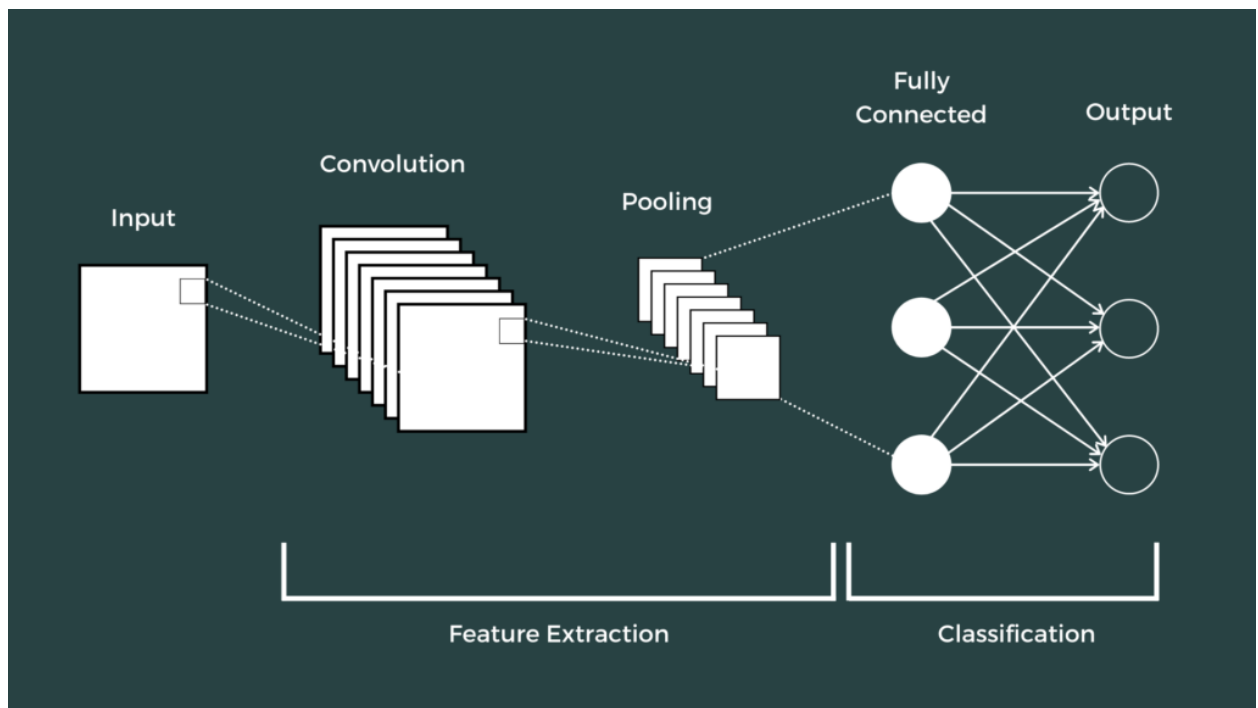 Input
Convolution
Pooling
Fully
Connected
Output
Feature Extraction
Classification